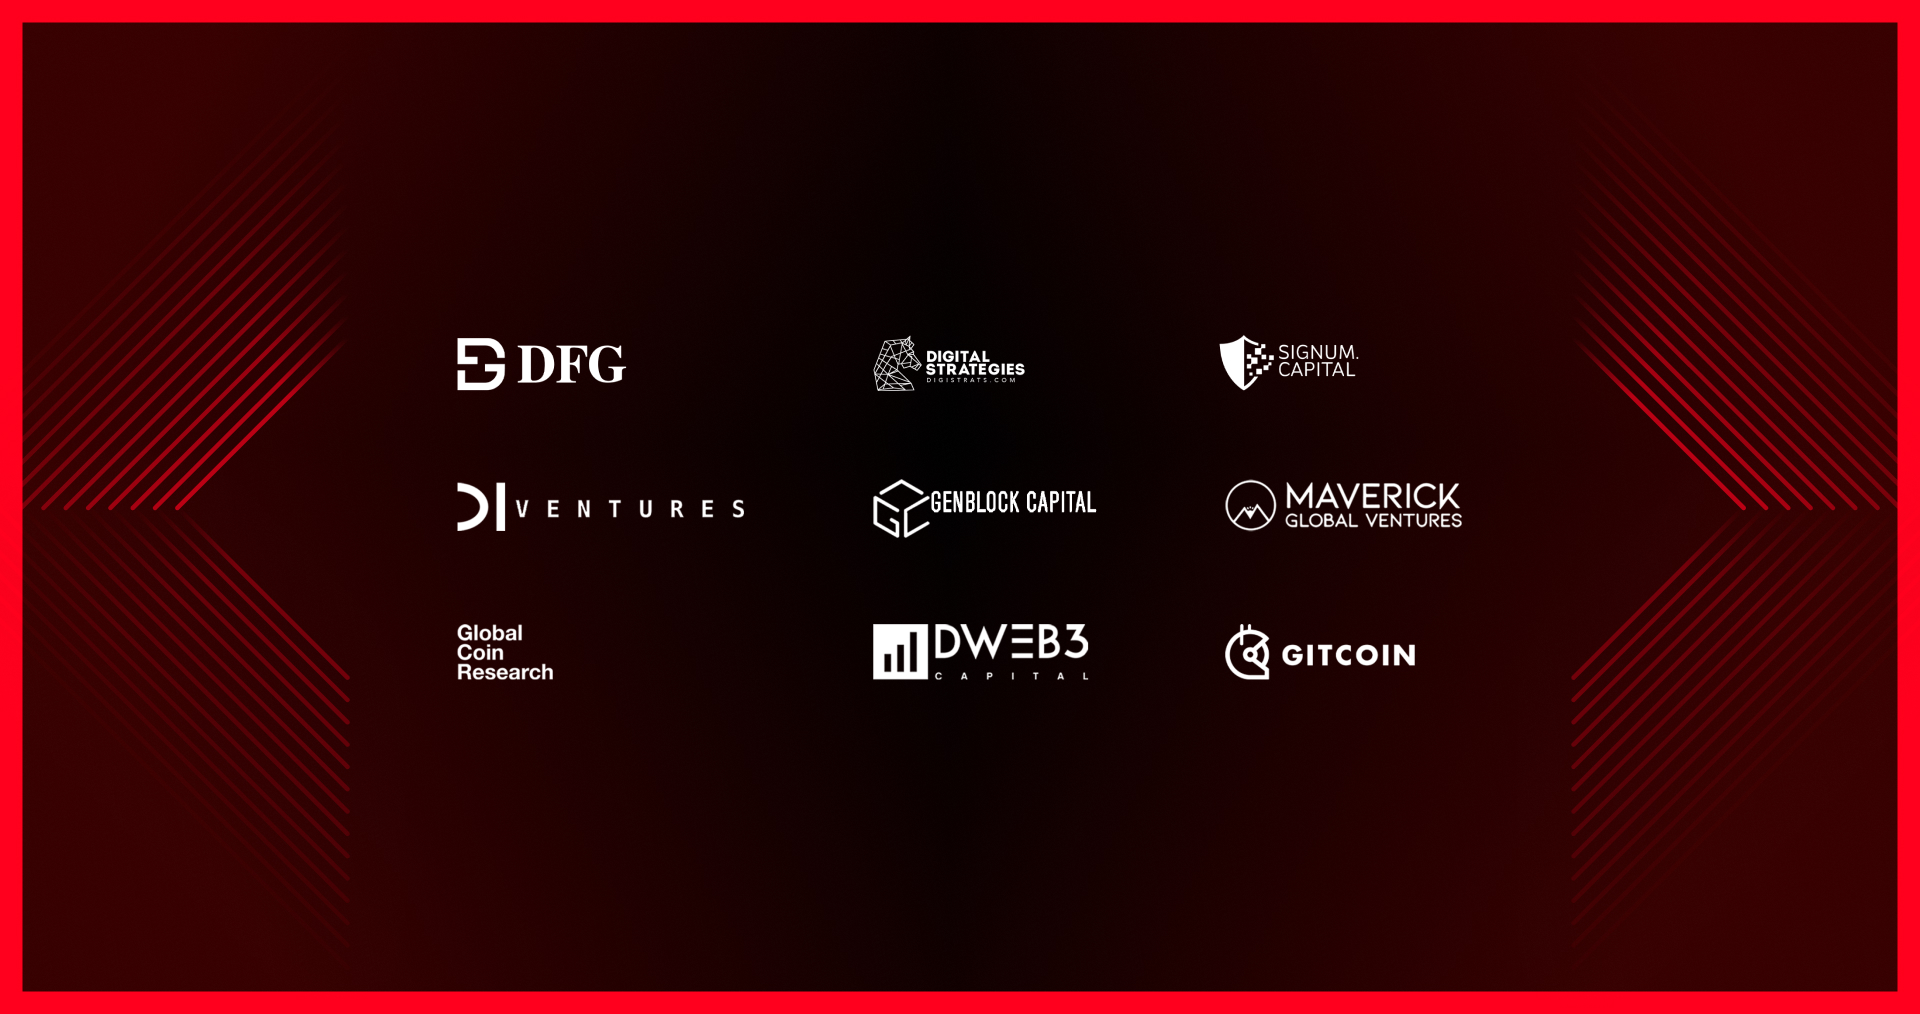 DFG
DIGITAL
STRATEGIES
DIGISTRATS.COM
SIGNUM.
CAPITAL
DI VENTURES
GENBLOCK CAPITAL
MAVERICK
GLOBAL VENTURES
Global
Coin
Research
DWEB3
CAPITAL
GITCOIN